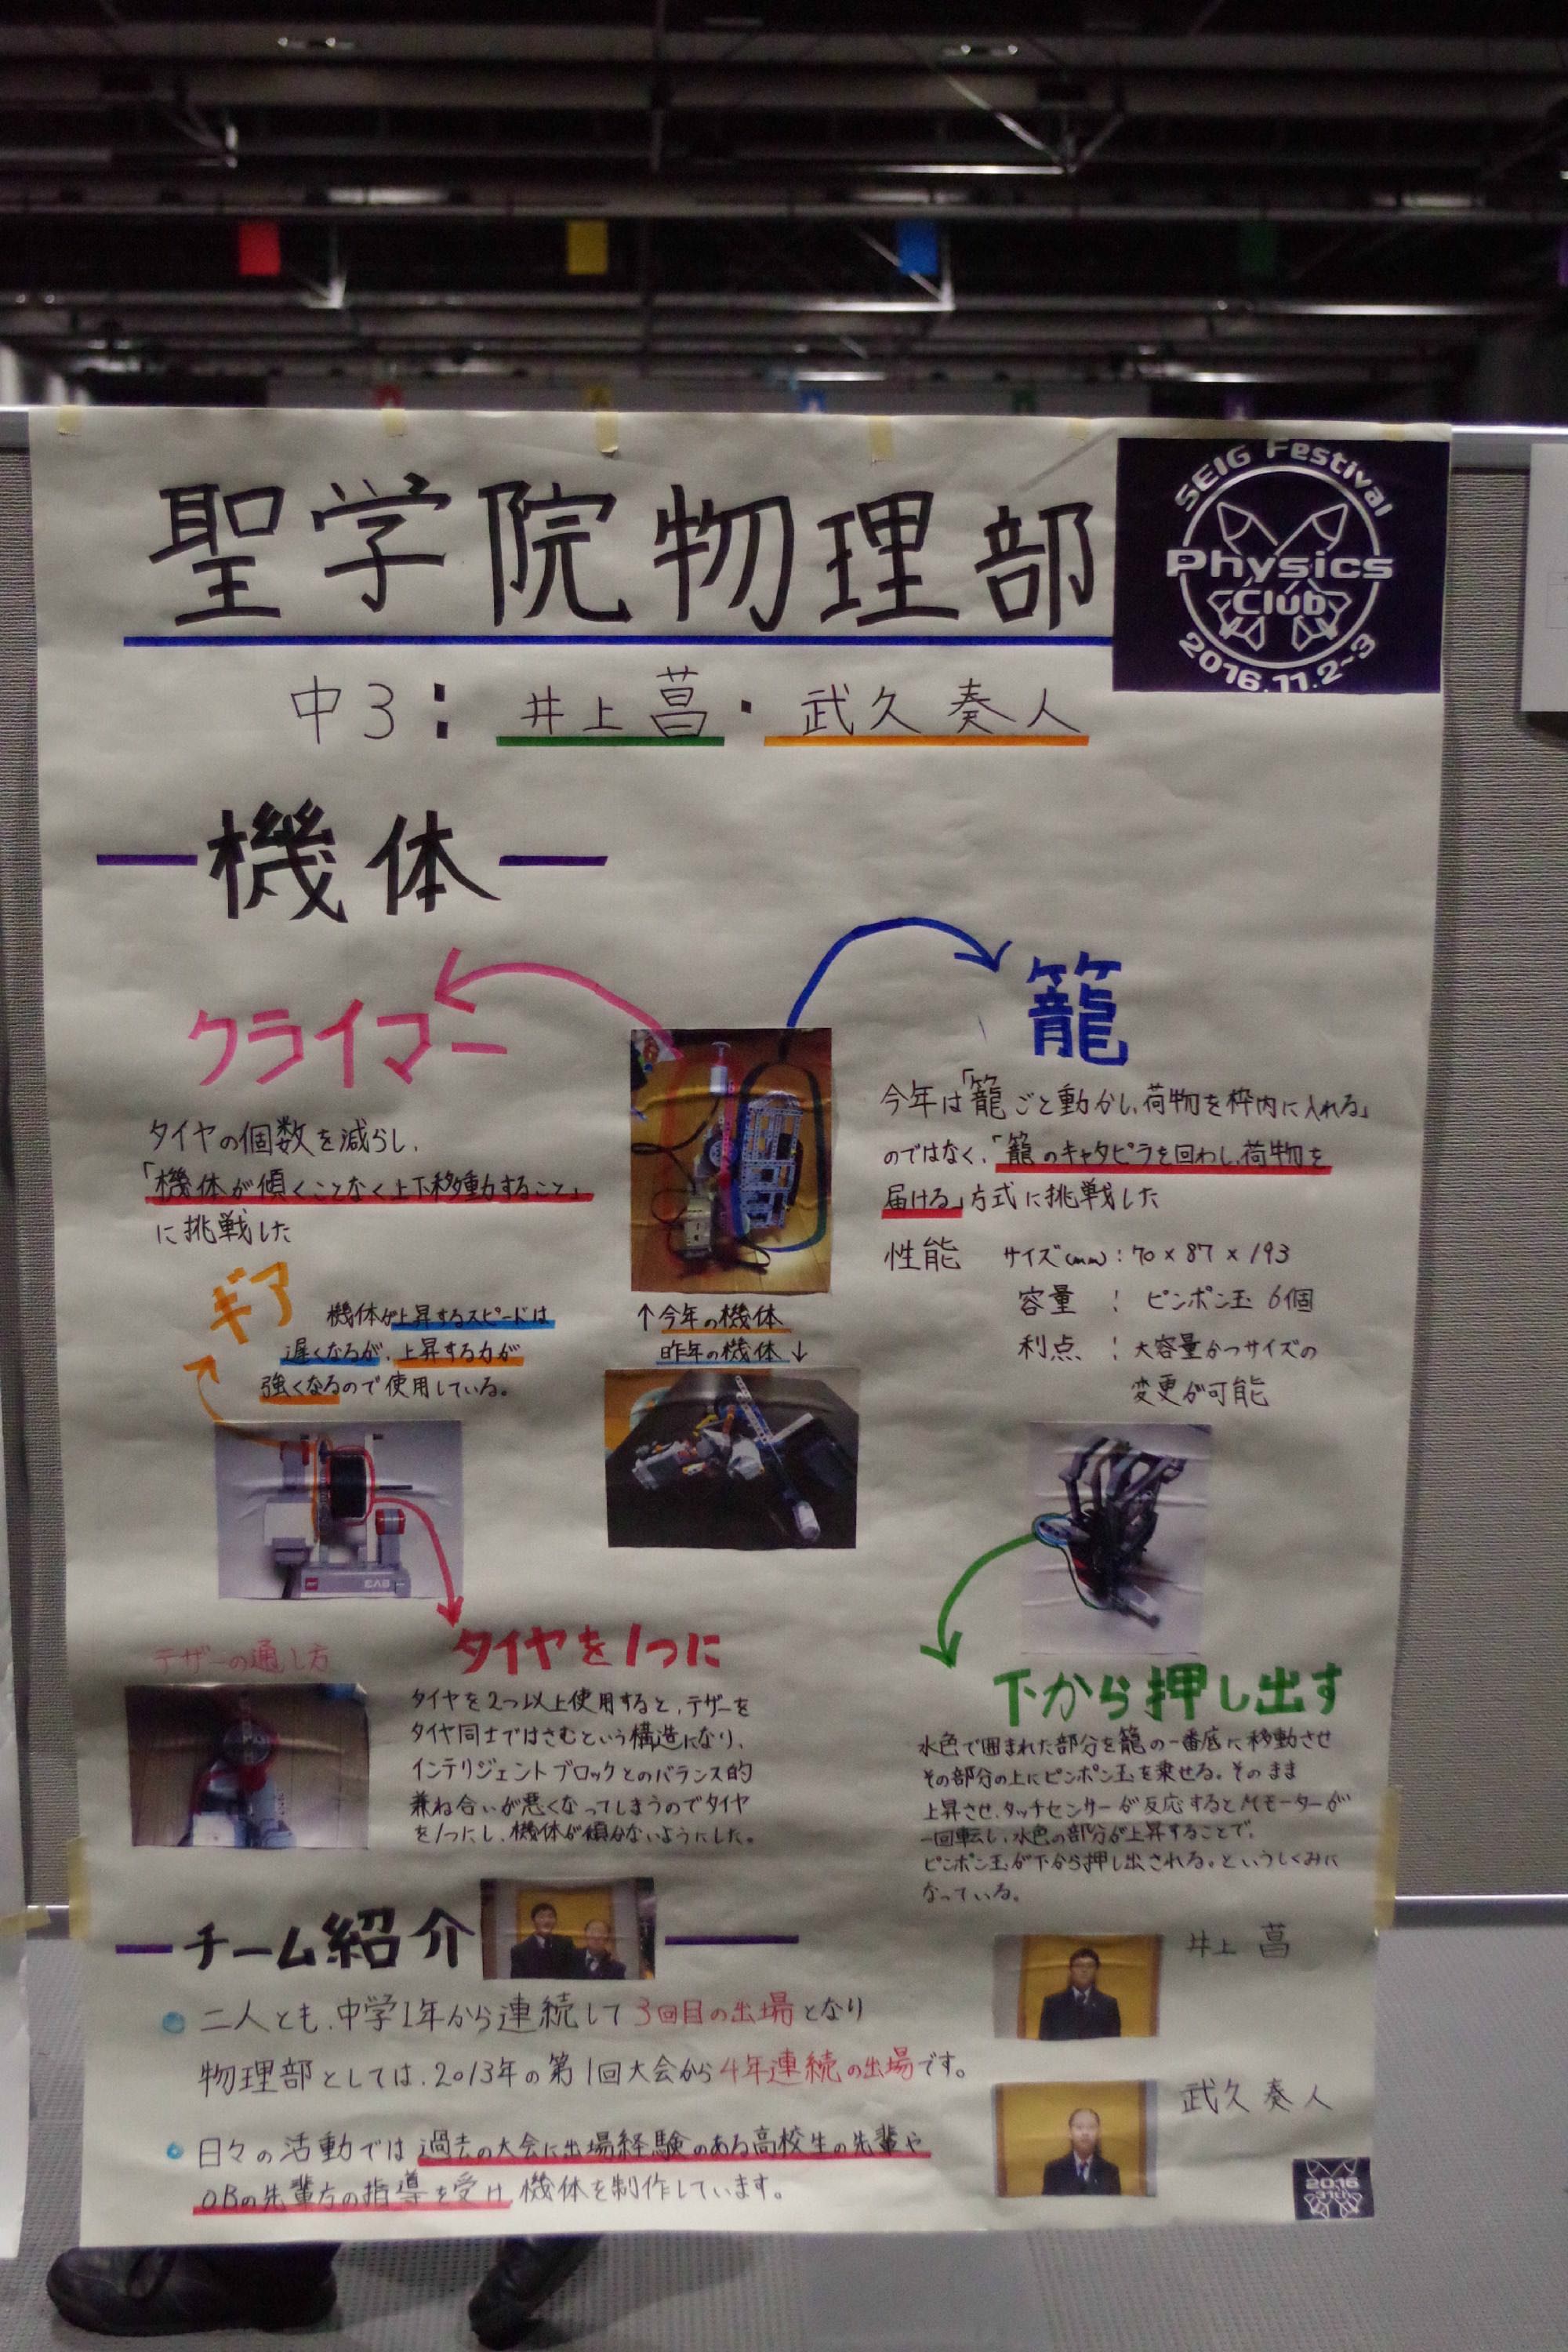 聖学院物理部
SEIG Festival
Physics
Club
2016.11.2~3
中3:井上菖・武久奏人
機体
クライマー
タイヤの個数を減らし、
「機体が傾くことなく上下移動すること」
に挑戦した
ギア
機体が上昇するスピードは
遅くなるが、上昇する力が
強くなるので使用している。
↑今年の機体
昨年の機体↓
籠
今年は「籠ごと動かし、荷物を枠内に入れる」
のではなく、「籠のキャタピラを回わし、荷物を
届ける」方式に挑戦した
性能 サイズ(mm):70×87×193
容量:ピンポン玉 6個
利点:大容量かつサイズの
変更が可能
EV3
タイヤを1つに
テザーの通し方
タイヤを2つ以上使用すると、テザーを
タイヤ同士ではさむという構造になり、
インテリジェントブロックとのバランス的
兼ね合いが悪くなってしまうのでタイヤ
を1つにし、機体が傾かないようにした。
下から押し出す
水色で囲まれた部分を籠の一番底に移動させ
その部分の上にピンポン玉を乗せる。そのまま
上昇させ、タッチセンサーが反応するとMモーターが
一回転し、水色の部分が上昇することで、
ピンポン玉が下から押し出される。というしくみに
なっている。
チーム紹介
二人とも、中学1年から連続して3回目の出場となり
物理部としては、2013年の第1回大会から4年連続の出場です。
日々の活動では過去の大会に出場経験のある高校生の先輩や
OBの先輩方の指導を受け、機体を制作しています。
井上 菖
武久奏人
2016